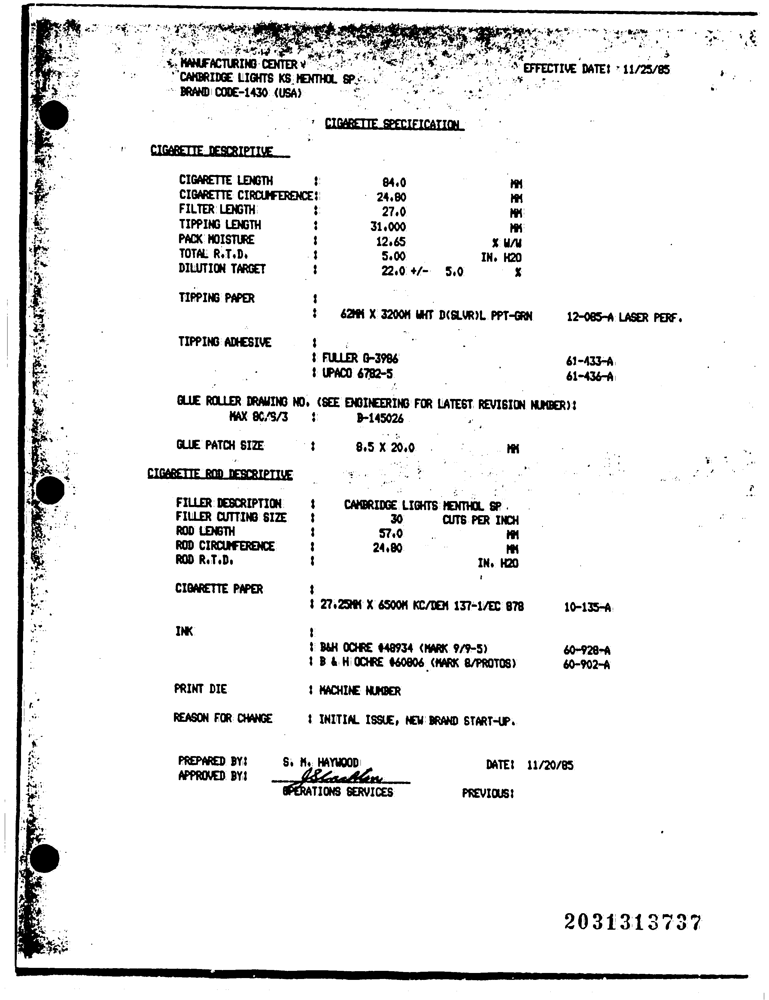 MANUFACTURING CENTER
EFFECTIVE DATE: 11/25/85
CAMBRIDGE LIGHTS KS MENTHOL SP.
BRAND CODE-1430 (USA)
CIGARETTE SPECIFICATION
CIGARETTE DESCRIPTIVE
CIGARETTE LENGTH : 84.0 MM
CIGARETTE CIRCUMFERENCE: 24.80 MM
FILTER LENGTH : 27.0 MM
TIPPING LENGTH : 31.000 MM
PACK MOISTURE : 12.65 % W/W
TOTAL R.T.D. : 5.00 IN. H2O
DILUTION TARGET : 22.0 +/- 5.0 %
TIPPING PAPER :
: 62MM X 3200M WHT D(SLVR)L PPT-GRN 12-085-A LASER PERF.
TIPPING ADHESIVE :
: FULLER G-3986 61-433-A
: UPACO 6782-5 61-436-A
GLUE ROLLER DRAWING NO. (SEE ENGINEERING FOR LATEST REVISION NUMBER):
MAX 8C/S/3 : B-145026
GLUE PATCH SIZE : 8.5 X 20.0 MM
CIGARETTE ROD DESCRIPTIVE
FILLER DESCRIPTION : CAMBRIDGE LIGHTS MENTHOL SP.
FILLER CUTTING SIZE : 30 CUTS PER INCH
ROD LENGTH : 57.0 MM
ROD CIRCUMFERENCE : 24.80 MM
ROD R.T.D. : IN. H2O
CIGARETTE PAPER :
: 27.25MM X 6500M KC/DEM 137-1/EC 878 10-135-A
INK :
: B&H OCHRE #48934 (MARK 9/9-5) 60-928-A
: B & H OCHRE #60806 (MARK 8/PROTOS) 60-902-A
PRINT DIE : MACHINE NUMBER
REASON FOR CHANGE : INITIAL ISSUE, NEW BRAND START-UP.
PREPARED BY: S. M. HAYWOOD DATE: 11/20/85
APPROVED BY:
OPERATIONS SERVICES PREVIOUS:
2031313737